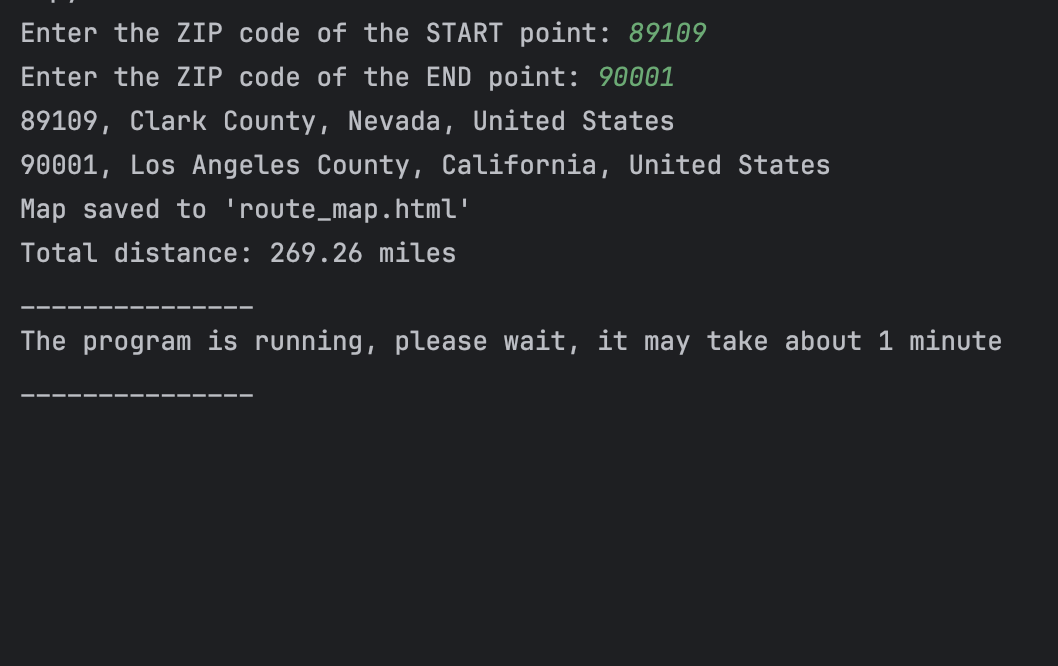 Enter the ZIP code of the START point: 89109
Enter the ZIP code of the END point: 90001
89109, Clark County, Nevada, United States
90001, Los Angeles County, California, United States
Map saved to 'route_map.html'
Total distance: 269.26 miles
_______________
The program is running, please wait, it may take about 1 minute
_______________